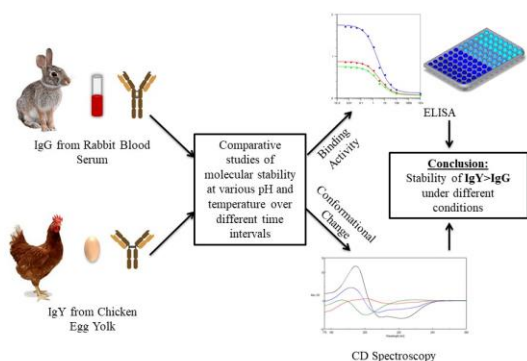 IgG from Rabbit Blood
Serum
IgY from Chicken
Egg Yolk
Comparative
studies of
molecular stability
at various pH and
temperature over
different time
intervals
Binding
Activity
Conformational
Change
ELISA
CD Spectroscopy
Conclusion:
Stability of IgY>IgG
under different
conditions